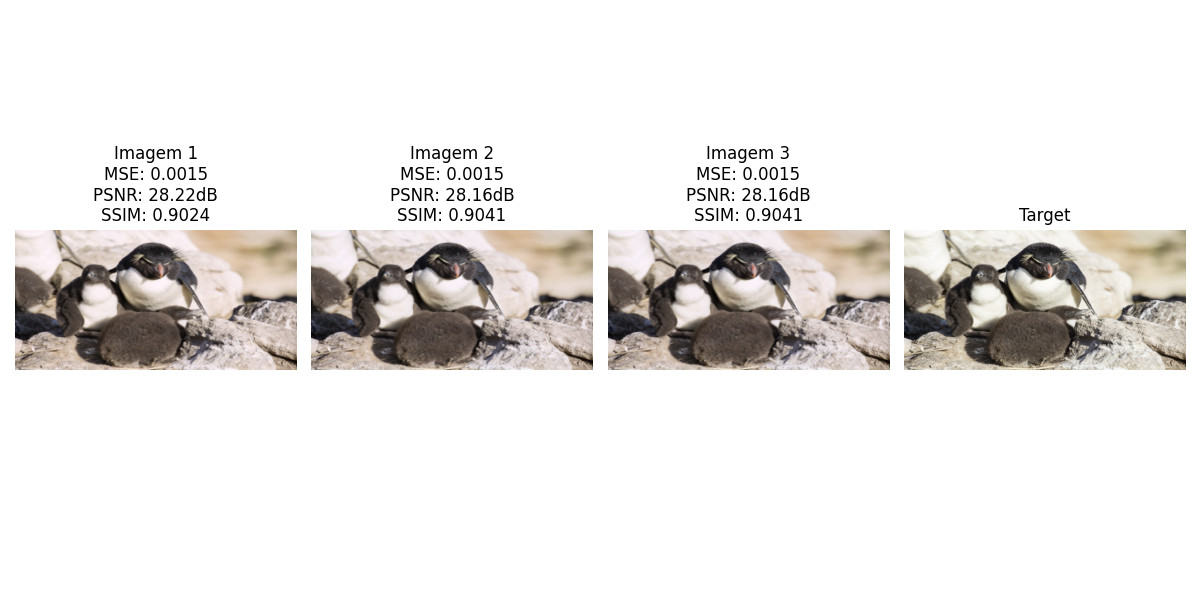 Imagem 1
MSE: 0.0015
PSNR: 28.22dB
SSIM: 0.9024
Imagem 2
MSE: 0.0015
PSNR: 28.16dB
SSIM: 0.9041
Imagem 3
MSE: 0.0015
PSNR: 28.16dB
SSIM: 0.9041
Target